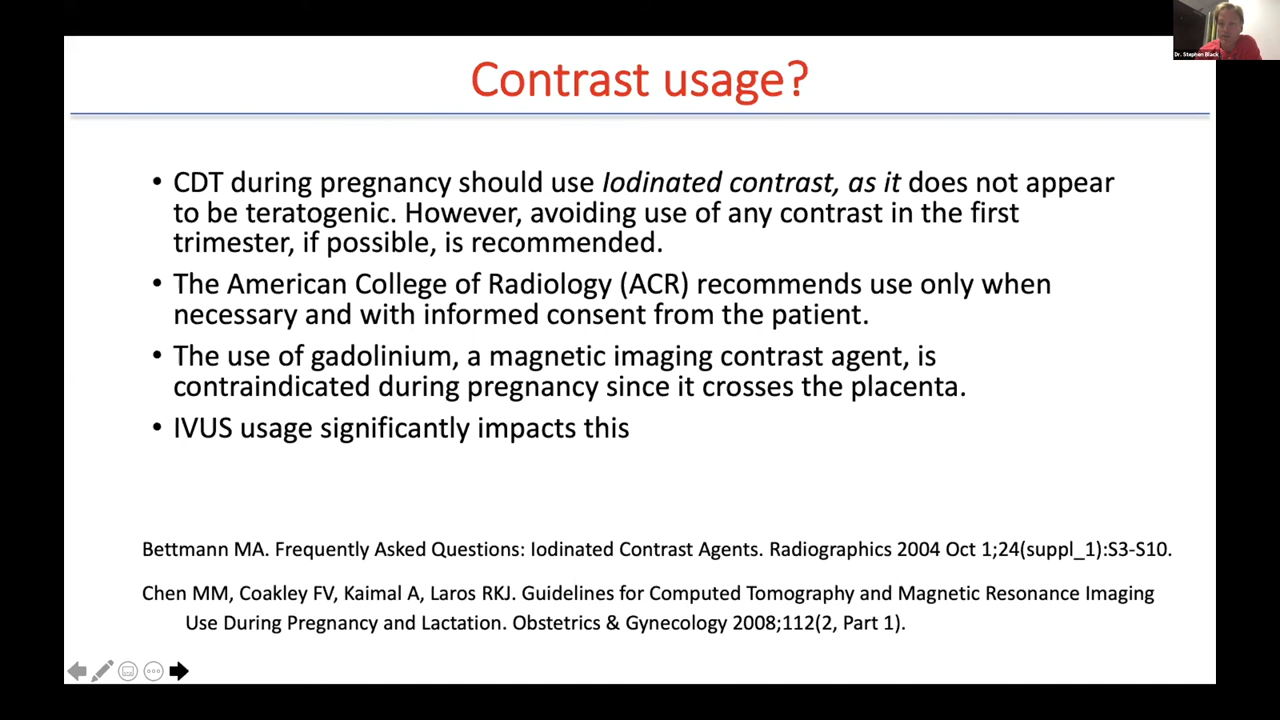 Dr. Stephen Black
Contrast usage?
• CDT during pregnancy should use Iodinated contrast, as it does not appear
to be teratogenic. However, avoiding use of any contrast in the first
trimester, if possible, is recommended.
• The American College of Radiology (ACR) recommends use only when
necessary and with informed consent from the patient.
• The use of gadolinium, a magnetic imaging contrast agent, is
contraindicated during pregnancy since it crosses the placenta.
• IVUS usage significantly impacts this
Bettmann MA. Frequently Asked Questions: Iodinated Contrast Agents. Radiographics 2004 Oct 1;24(suppl_1):S3-S10.
Chen MM, Coakley FV, Kaimal A, Laros RKJ. Guidelines for Computed Tomography and Magnetic Resonance Imaging
Use During Pregnancy and Lactation. Obstetrics & Gynecology 2008;112(2, Part 1).